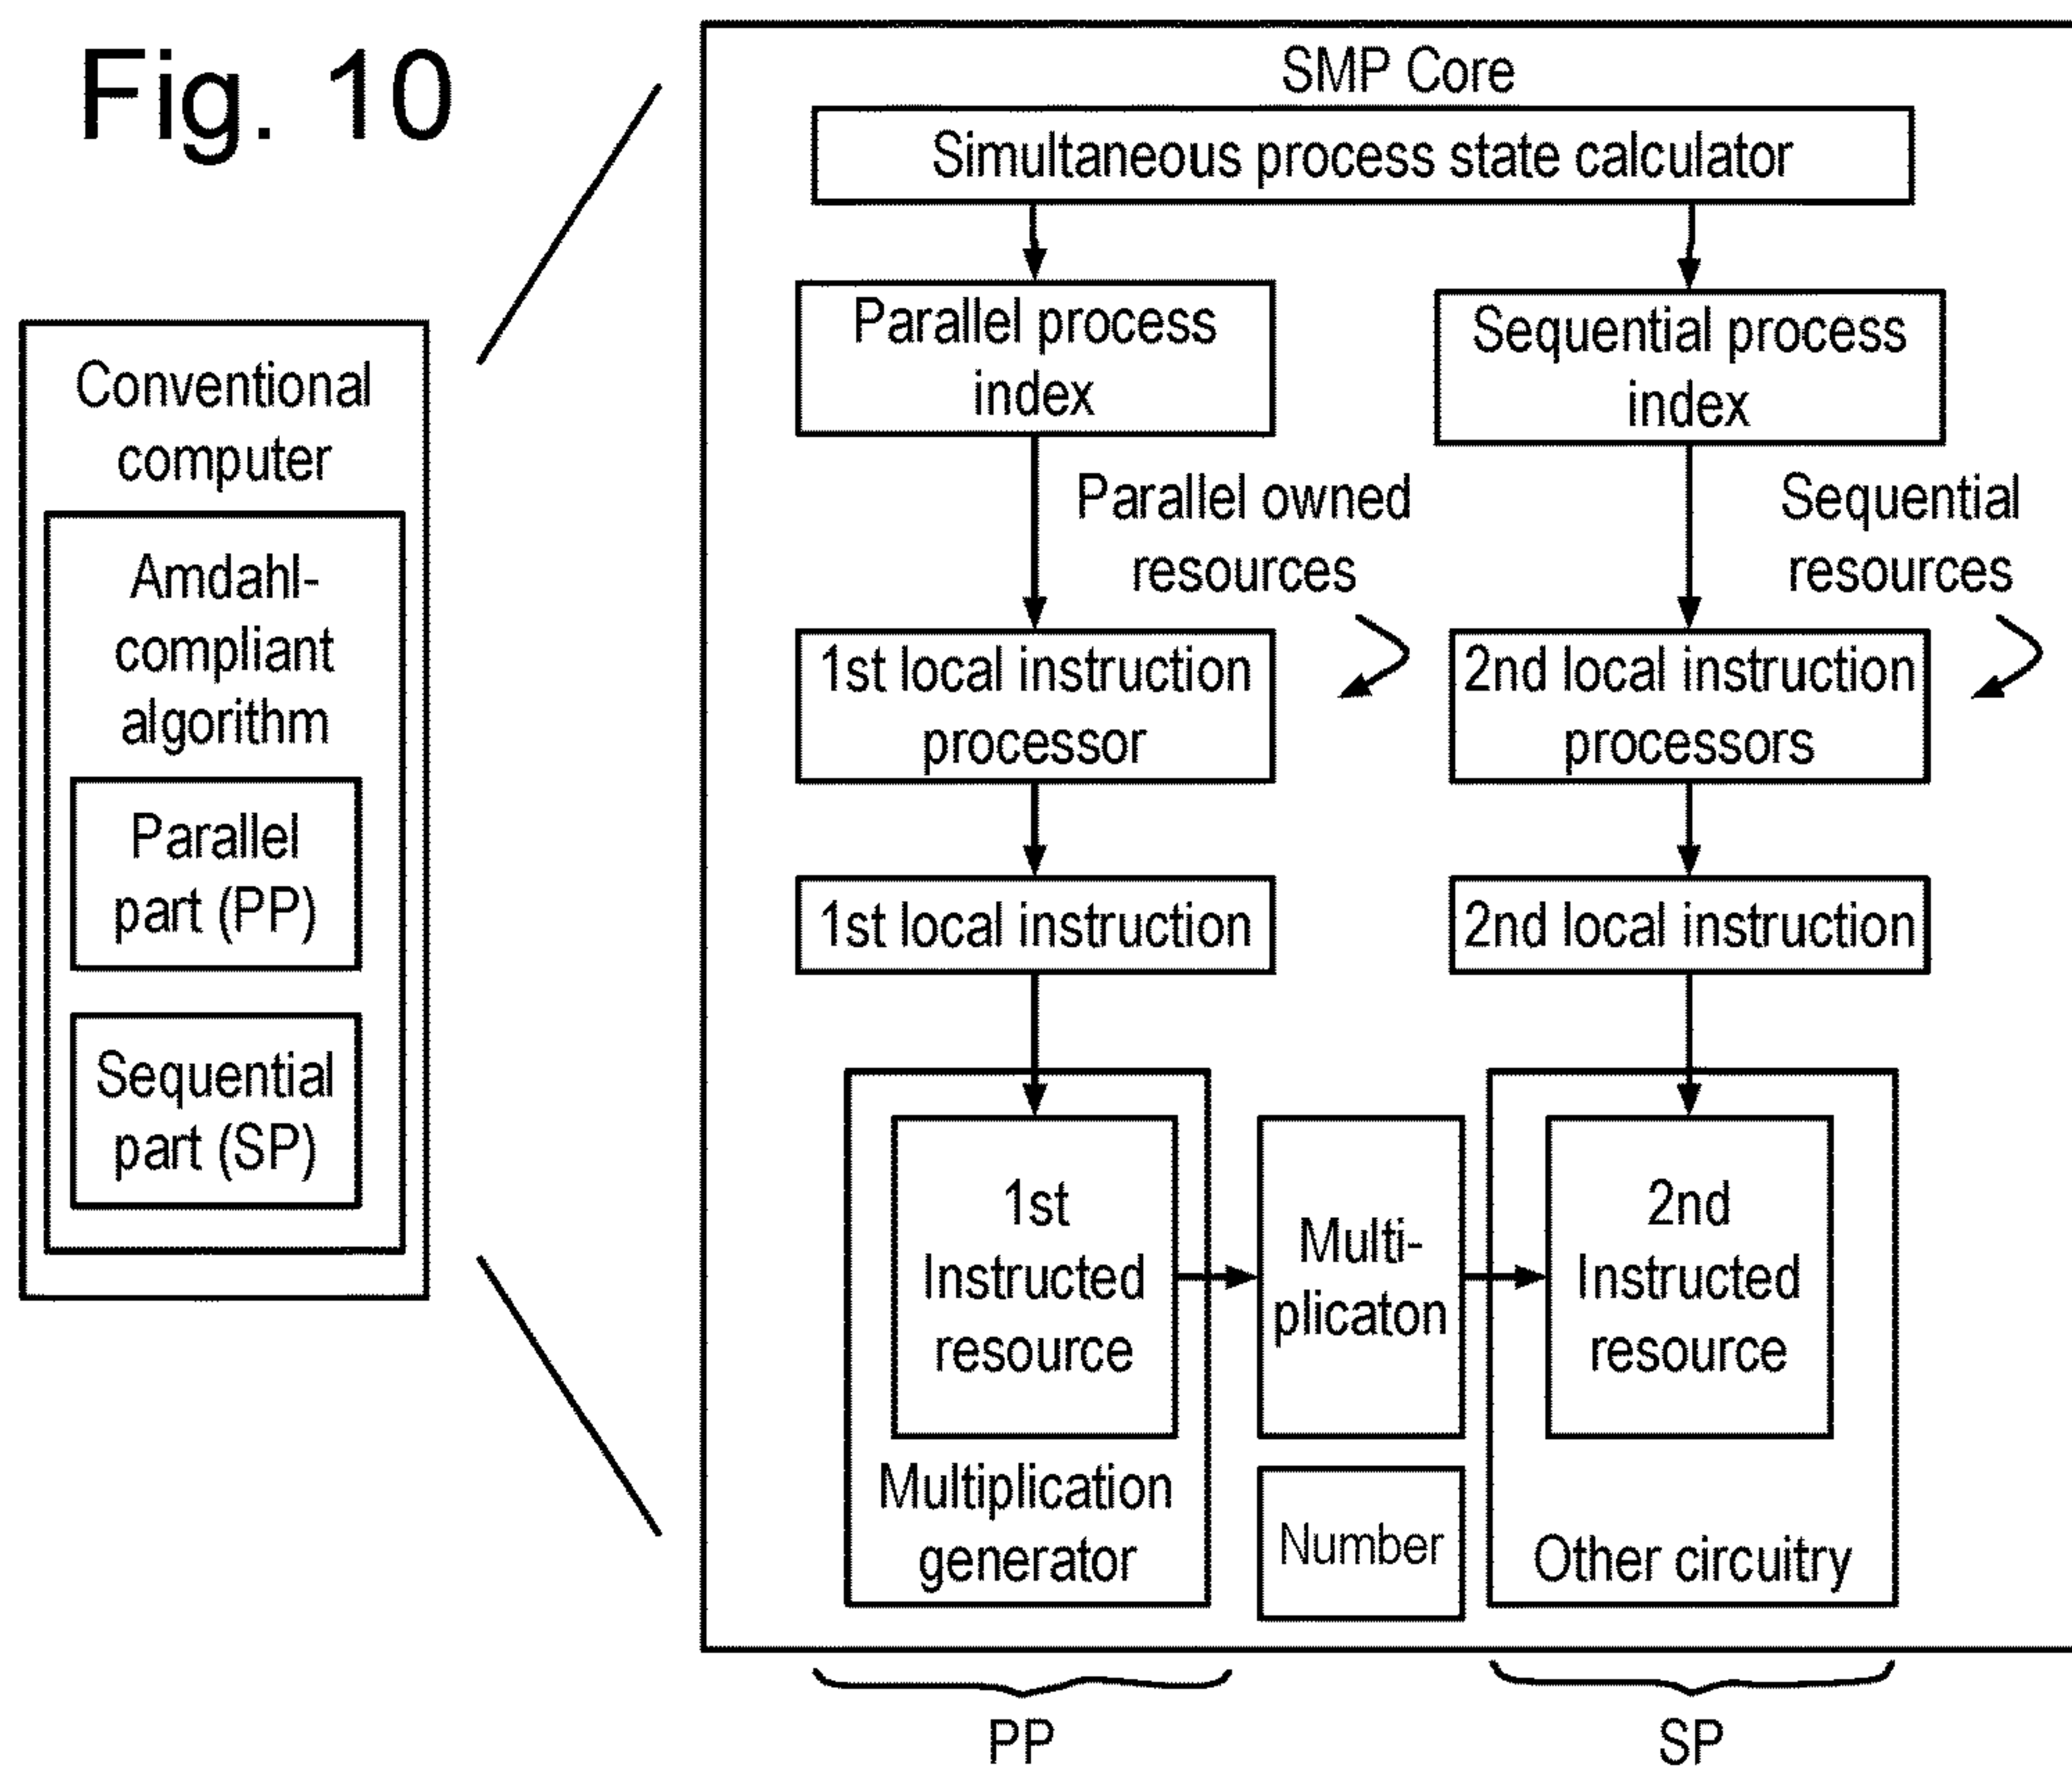 Fig. 10
Conventional
computer
Amdahl-
compliant
algorithm
Parallel
part (PP)
Sequential
part (SP)
SMP Core
Simultaneous process state calculator
Parallel process
index
Sequential process
index
Parallel owned
resources
Sequential
resources
1st local instruction
processor
2nd local instruction
processors
1st local instruction
2nd local instruction
1st
Instructed
resource
Multiplication
generator
Multi-
plicaton
Number
2nd
Instructed
resource
Other circuitry
PP
SP